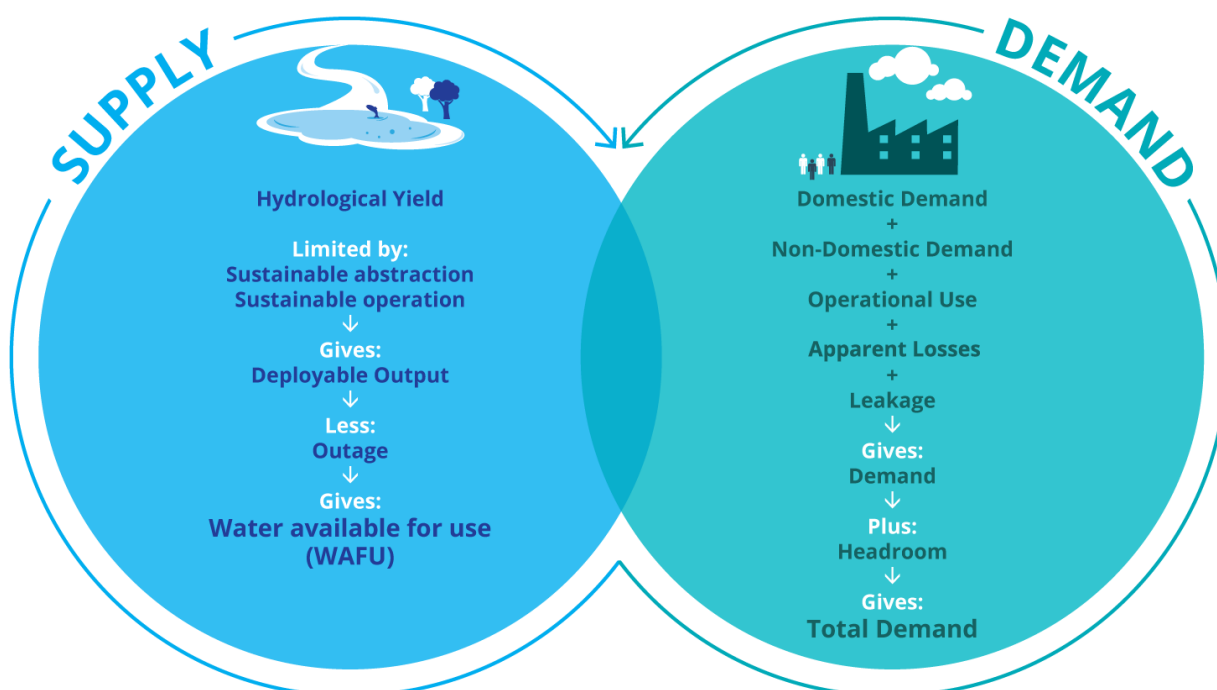 SUPPLY
Hydrological Yield
Limited by:
Sustainable abstraction
Sustainable operation
↓
Gives:
Deployable Output
↓
Less:
Outage
↓
Gives:
Water available for use
(WAFU)
DEMAND
Domestic Demand
+
Non-Domestic Demand
+
Operational Use
+
Apparent Losses
+
Leakage
↓
Gives:
Demand
↓
Plus:
Headroom
↓
Gives:
Total Demand